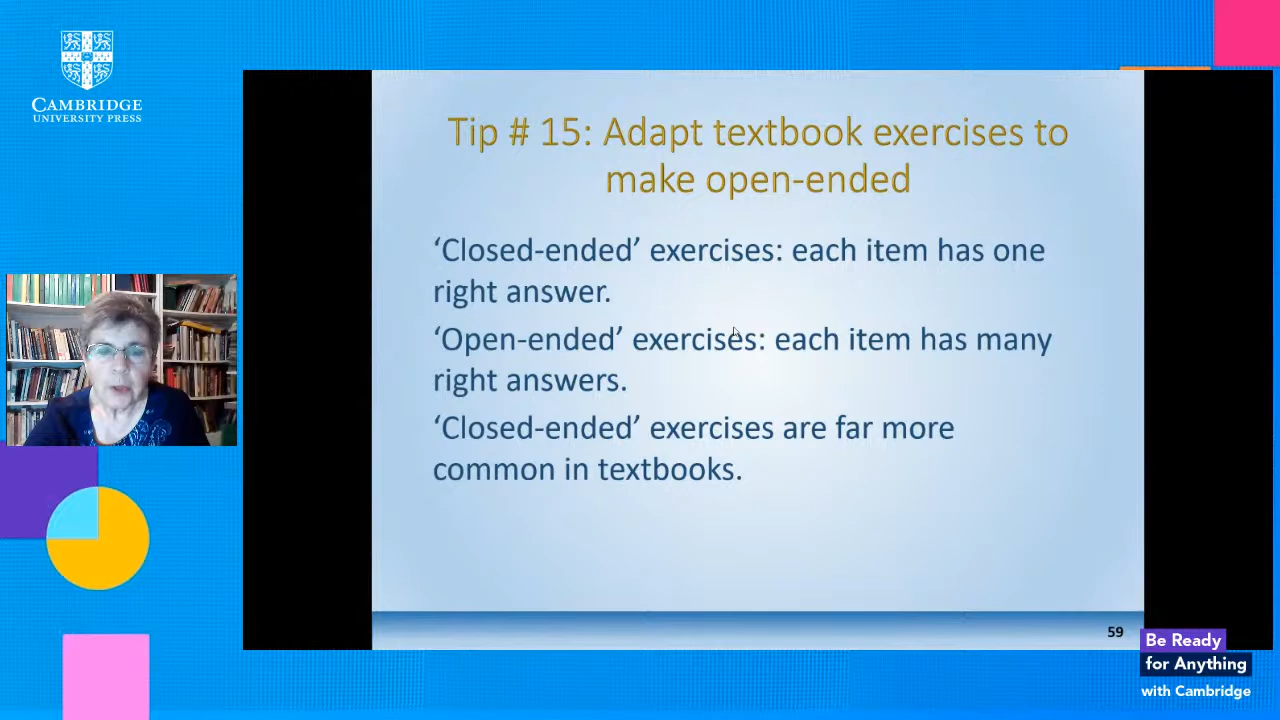 CAMBRIDGE
UNIVERSITY PRESS
Tip # 15: Adapt textbook exercises to
make open-ended
‘Closed-ended’ exercises: each item has one
right answer.
‘Open-ended’ exercises: each item has many
right answers.
‘Closed-ended’ exercises are far more
common in textbooks.
59
Be Ready
for Anything
with Cambridge